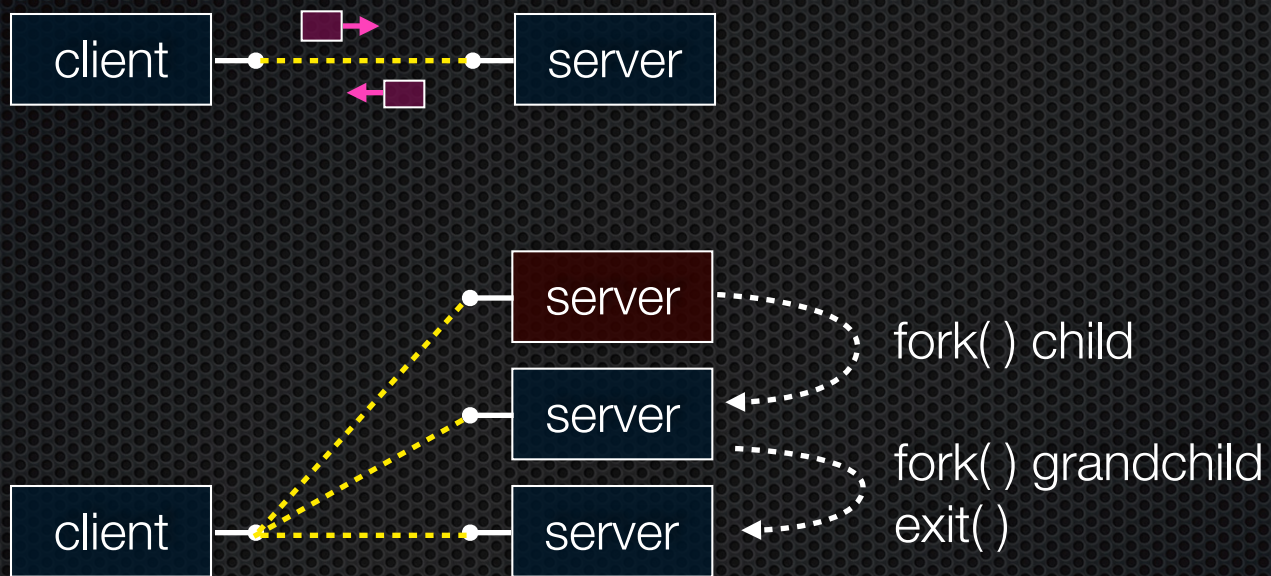 client
server
server
fork( ) child
server
fork( ) grandchild
exit( )
client
server